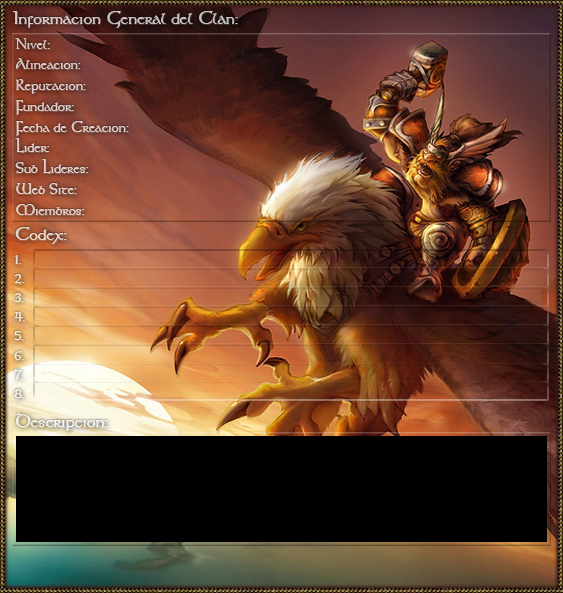 Informacion General del Clan:
Nivel:
Alineacion:
Reputacion:
Fundador:
Fecha de Creacion:
Lider:
Sub Lideres:
Web Site:
Miembros:
Codex:
1.
2.
3.
4.
5.
6.
7.
8.
Descripcion: